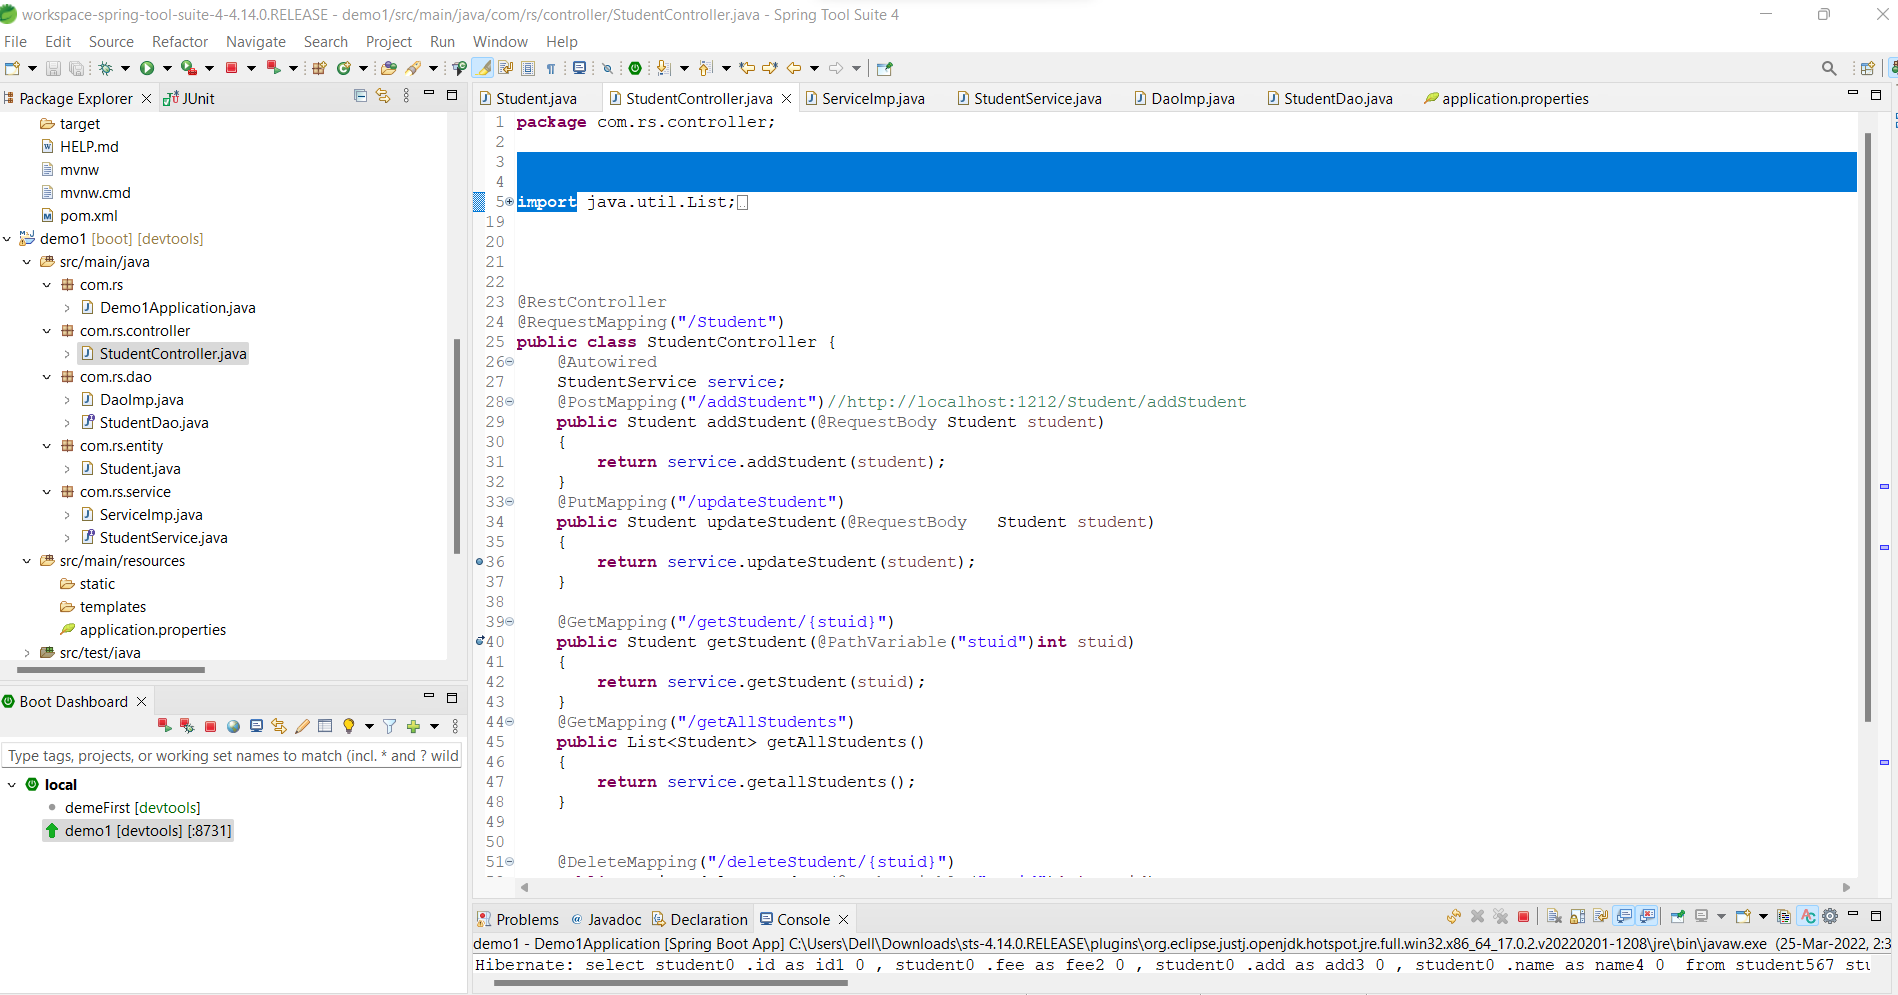 workspace-spring-tool-suite-4-4.14.0.RELEASE - demo1/src/main/java/com/rs/controller/StudentController.java - Spring Tool Suite 4
File Edit Source Refactor Navigate Search Project Run Window Help
Package Explorer JUnit
target
HELP.md
mvnw
mvnw.cmd
pom.xml
demo1 [boot] [devtools]
src/main/java
com.rs
Demo1Application.java
com.rs.controller
StudentController.java
com.rs.dao
DaoImp.java
StudentDao.java
com.rs.entity
Student.java
com.rs.service
ServiceImp.java
StudentService.java
src/main/resources
static
templates
application.properties
src/test/java
Boot Dashboard
Type tags, projects, or working set names to match (incl. * and ? wild
local
demeFirst [devtools]
demo1 [devtools] [:8731]
Student.java StudentController.java ServiceImp.java StudentService.java DaoImp.java StudentDao.java application.properties
1 package com.rs.controller;
2
3
4
5 import java.util.List;
19
20
21
22
23 @RestController
24 @RequestMapping("/Student")
25 public class StudentController {
26 @Autowired
27 StudentService service;
28 @PostMapping("/addStudent")//http://localhost:1212/Student/addStudent
29 public Student addStudent(@RequestBody Student student)
30 {
31 return service.addStudent(student);
32 }
33 @PutMapping("/updateStudent")
34 public Student updateStudent(@RequestBody Student student)
35 {
36 return service.updateStudent(student);
37 }
38
39 @GetMapping("/getStudent/{stuid}")
40 public Student getStudent(@PathVariable("stuid")int stuid)
41 {
42 return service.getStudent(stuid);
43 }
44 @GetMapping("/getAllStudents")
45 public List<Student> getAllStudents()
46 {
47 return service.getallStudents();
48 }
49
50
51 @DeleteMapping("/deleteStudent/{stuid}")
Problems Javadoc Declaration Console
demo1 - Demo1Application [Spring Boot App] C:\Users\Dell\Downloads\sts-4.14.0.RELEASE\plugins\org.eclipse.justj.openjdk.hotspot.jre.full.win32.x86_64_17.0.2.v20220201-1208\jre\bin\javaw.exe (25-Mar-2022, 2:3
Hibernate: select student0_.id as id1_0_, student0_.fee as fee2_0_, student0_.add as add3_0_, student0_.name as name4_0_ from student567 stu